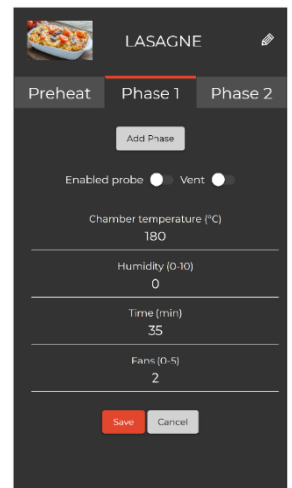 LASAGNE
Preheat Phase 1 Phase 2
Add Phase
Enabled probe Vent
Chamber temperature (°C)
180
Humidity (0-10)
0
Time (min)
35
Fans (0-5)
2
Save Cancel